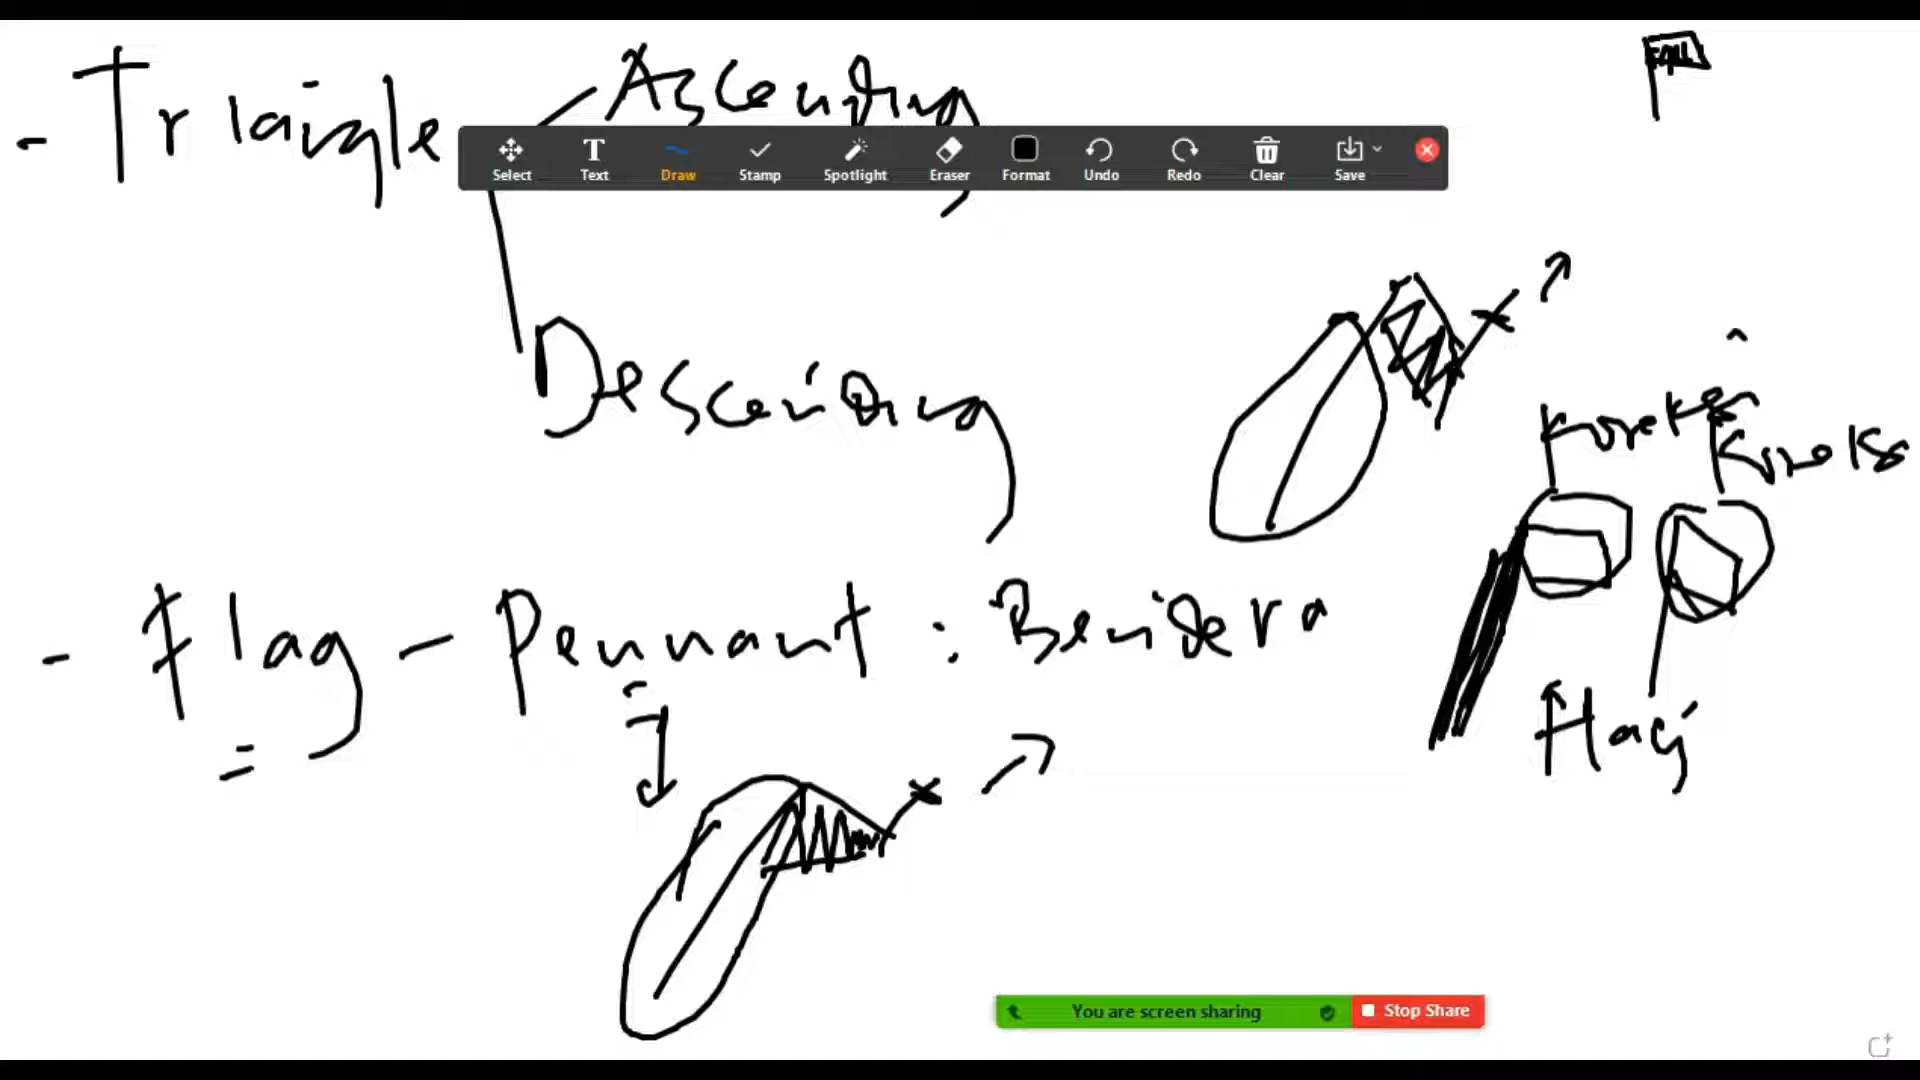 - Triangle
Ascending
Select Text Draw Stamp Spotlight Eraser Format Undo Redo Clear Save
Descending
- Flag - Pennant : Bendera
Flag
You are screen sharing Stop Share